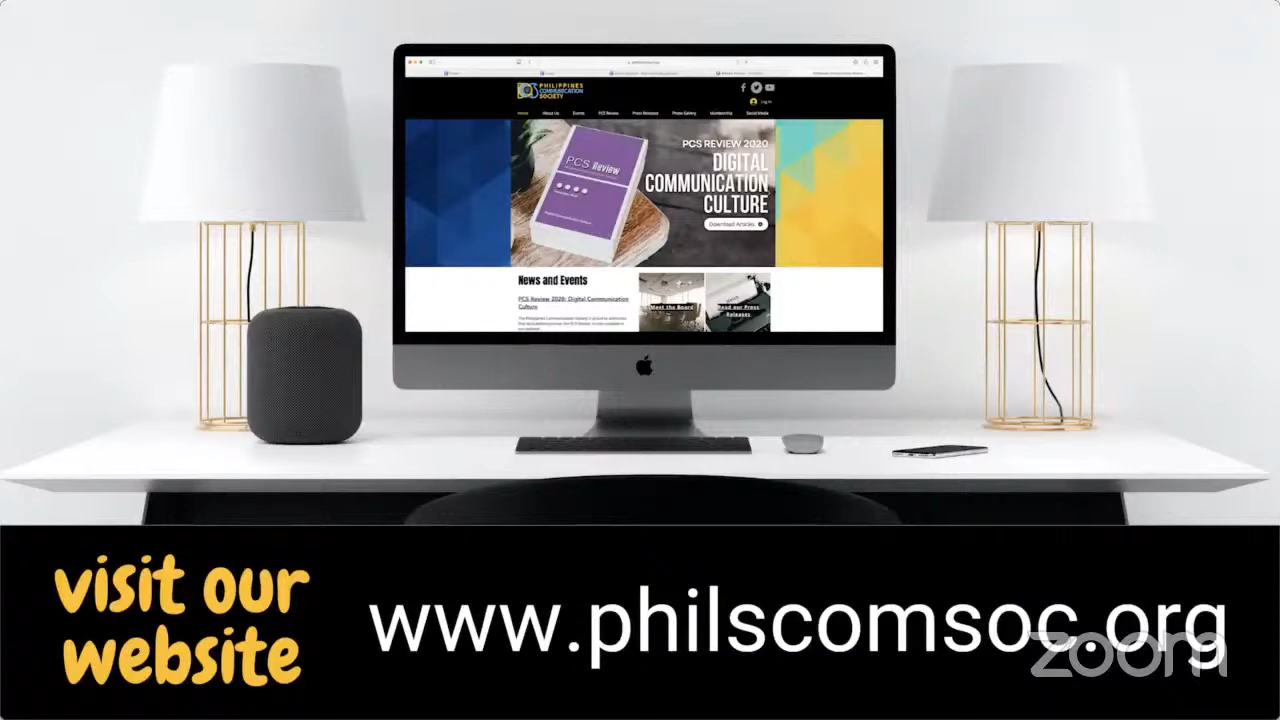 PHILIPPINES
COMMUNICATION
SOCIETY
Log In
Home About Us Events PCS Review Press Releases Photo Gallery Membership Social Media
PCS REVIEW 2020
DIGITAL
COMMUNICATION
CULTURE
Download Articles
PCS Review
News and Events
PCS Review 2020: Digital Communication
Culture
Meet the Board
Read our Press
Releases
visit our
website
www.philscomsoc.org
zoom